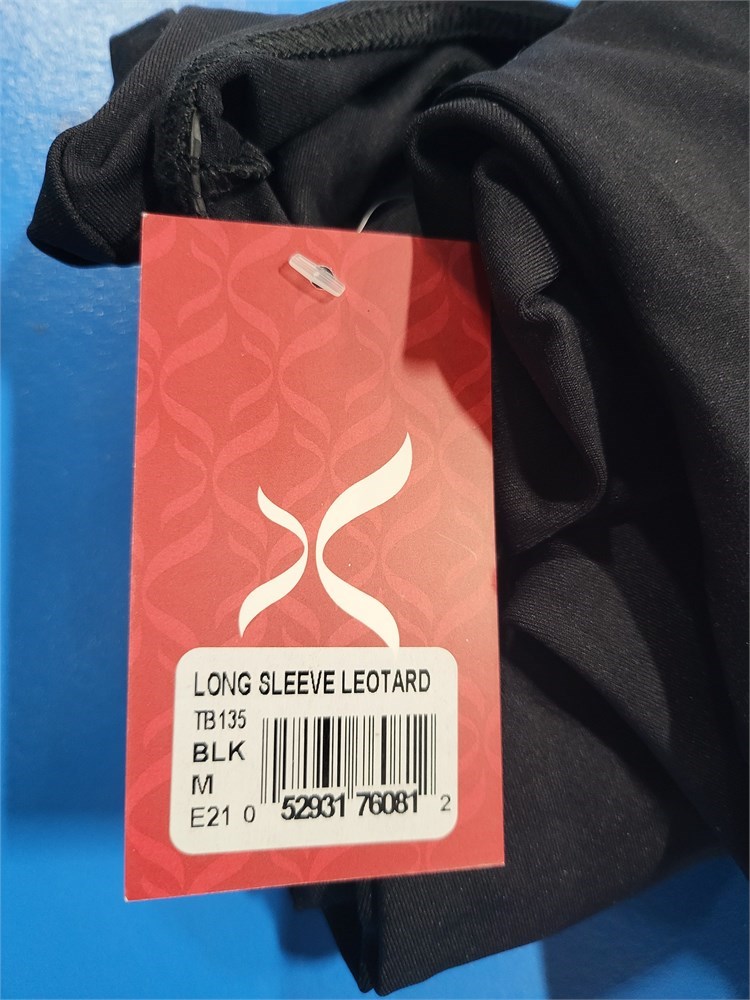 LONG SLEEVE LEOTARD
TB135
BLK
M
E21 0 52931 76081 2